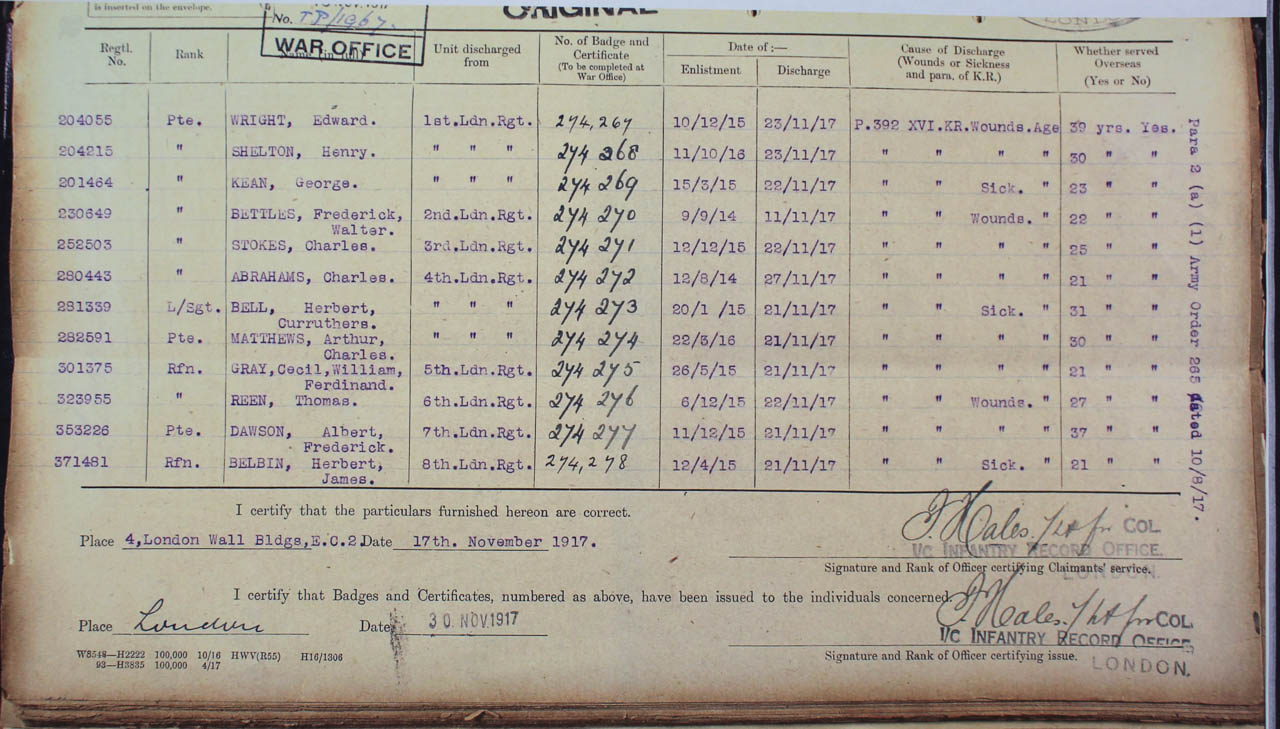 is inserted on the envelope.
ORIGINAL
No. TP/1967.
WAR OFFICE
Regtl. No. Rank Unit discharged from No. of Badge and Certificate (To be completed at War Office) Date of :— Enlistment Discharge Cause of Discharge (Wounds or Sickness and para. of K.R.) Whether served Overseas (Yes or No)
204055 Pte. WRIGHT, Edward. 1st.Ldn.Rgt. 274,267 10/12/15 23/11/17 P.392 XVI.KR.Wounds.Age 39 yrs. Yes.
204215 " SHELTON, Henry. " " " 274 268 11/10/16 23/11/17 " " " " 30 " "
201464 " KEAN, George. " " " 274 269 15/3/15 22/11/17 " " Sick. " 23 " "
230649 " BETTLES, Frederick, 2nd.Ldn.Rgt. 274 270 9/9/14 11/11/17 " " Wounds. " 22 " "
Walter.
252503 " STOKES, Charles. 3rd.Ldn.Rgt. 274 271 12/12/15 22/11/17 " " " " 25 " "
280443 " ABRAHAMS, Charles. 4th.Ldn.Rgt. 274 272 12/8/14 27/11/17 " " " " 21 " "
281339 L/Sgt. BELL, Herbert, " " " 274 273 20/1 /15 21/11/17 " " Sick. " 31 " "
Curruthers.
282591 Pte. MATTHEWS, Arthur, " " " 274 274 22/3/16 21/11/17 " " " " 30 " "
Charles.
301375 Rfn. GRAY,Cecil,William, 5th.Ldn.Rgt. 274 275 26/5/15 21/11/17 " " " " 21 " "
Ferdinand.
323955 " REEN, Thomas. 6th.Ldn.Rgt. 274 276 6/12/15 22/11/17 " " Wounds. " 27 " "
353226 Pte. DAWSON, Albert, 7th.Ldn.Rgt. 274 277 11/12/15 21/11/17 " " " " 37 " "
Frederick.
371481 Rfn. BELBIN, Herbert, 8th.Ldn.Rgt. 274,278 12/4/15 21/11/17 " " Sick. " 21 " "
James.
Para 2 (a) (1) Army Order 265 dated 10/8/17.
I certify that the particulars furnished hereon are correct.
Place 4,London Wall Bldgs,E.C.2. Date 17th. November 1917.
J. Hales. /Lt for COL
I/C INFANTRY RECORD OFFICE.
Signature and Rank of Officer certifying Claimants' service.
LONDON.
I certify that Badges and Certificates, numbered as above, have been issued to the individuals concerned.
Place London Date 30 NOV.1917
J. Hales. /Lt for COL.
I/C INFANTRY RECORD OFFICE,
Signature and Rank of Officer certifying issue.
LONDON.
W8548—H2222 100,000 10/16 HWV(R55) H16/1306
93—H3835 100,000 4/17